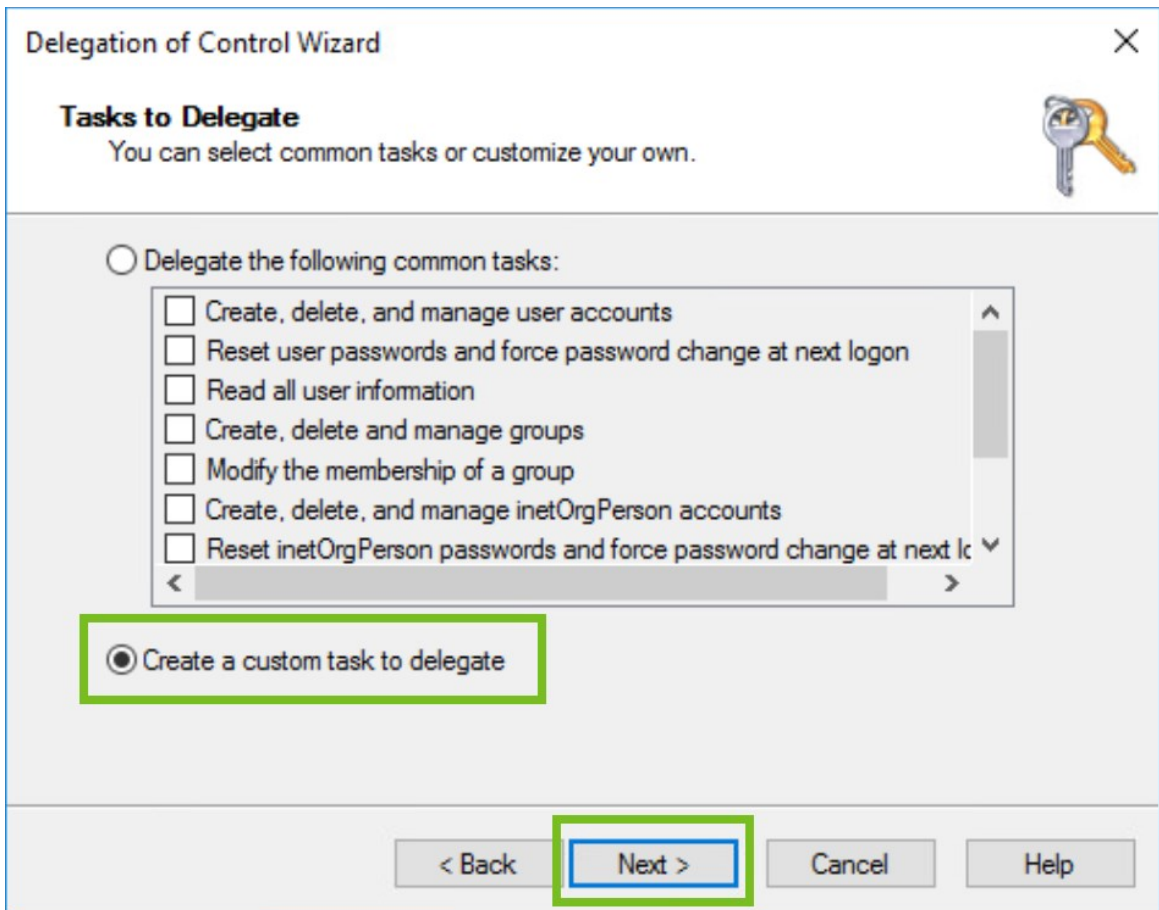 Delegation of Control Wizard
Tasks to Delegate
You can select common tasks or customize your own.
Delegate the following common tasks:
Create, delete, and manage user accounts
Reset user passwords and force password change at next logon
Read all user information
Create, delete and manage groups
Modify the membership of a group
Create, delete, and manage inetOrgPerson accounts
Reset inetOrgPerson passwords and force password change at next
Create a custom task to delegate
< Back Next > Cancel Help